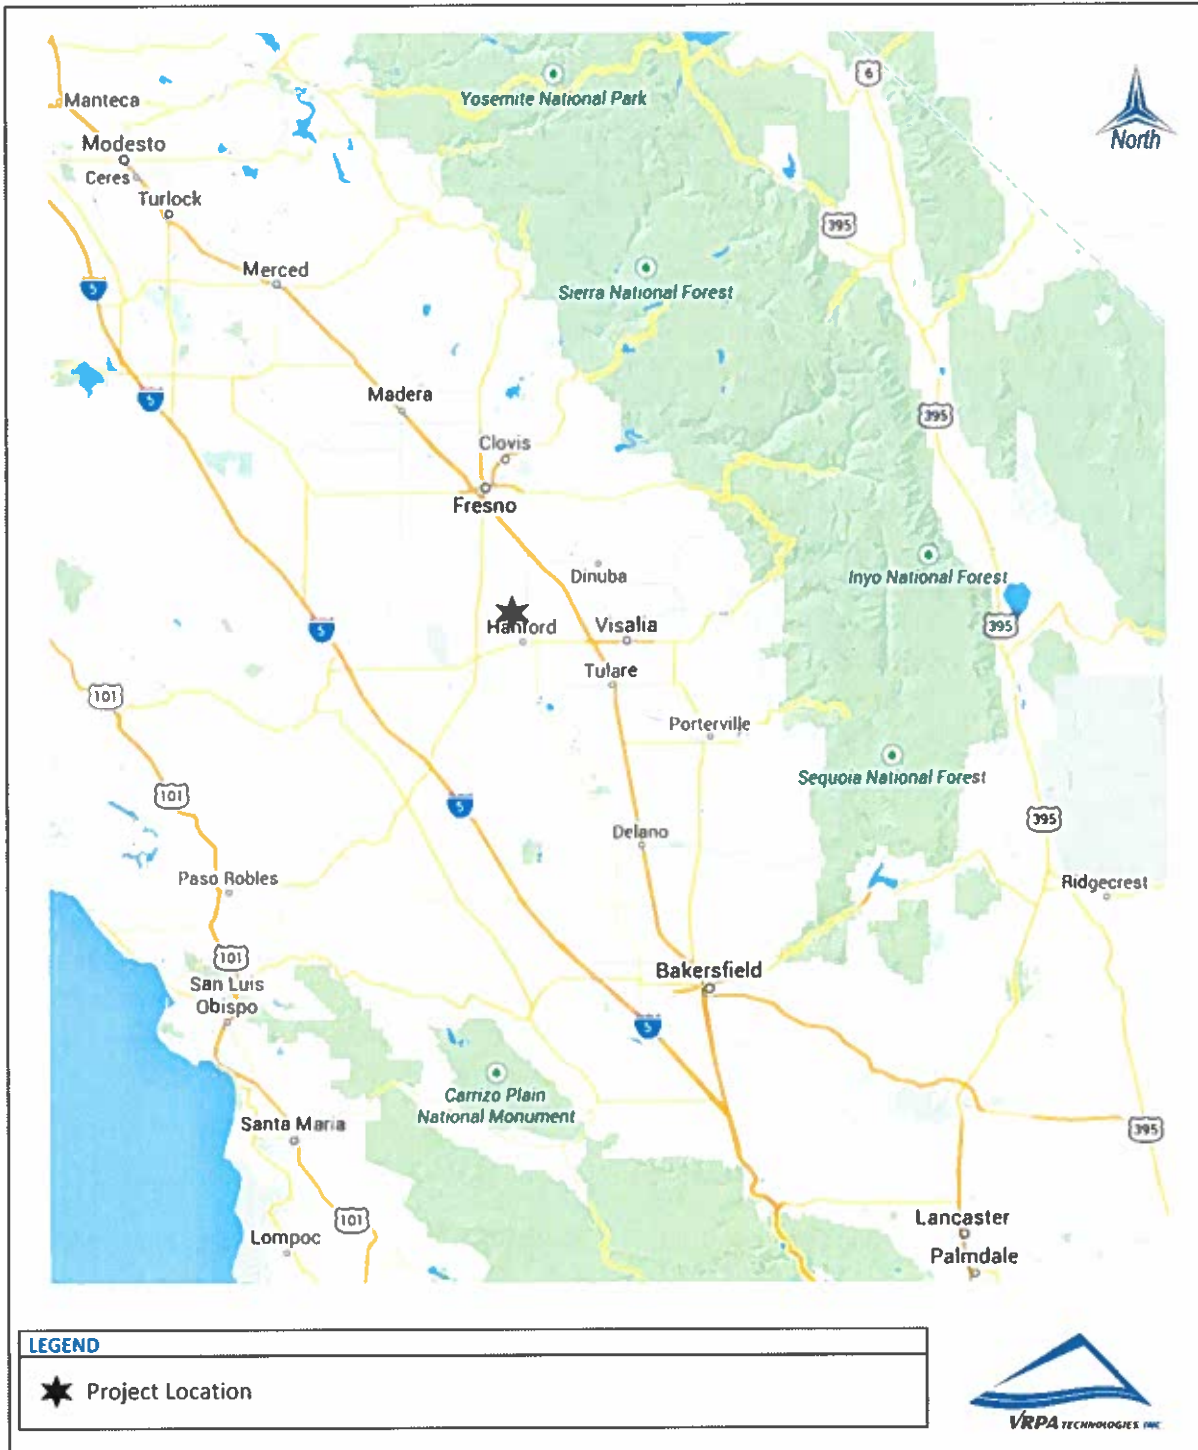 Yosemite National Park
6
North
Manteca
Modesto
Ceres
Turlock
395
Merced
Sierra National Forest
5
5
Madera
395
Clovis
Fresno
Dinuba
Inyo National Forest
Hanford
Visalia
395
5
Tulare
101
Porterville
Sequoia National Forest
101
5
395
Delano
Paso Robles
Ridgecrest
101
San Luis
Obispo
Bakersfield
5
Carrizo Plain
National Monument
Santa Maria
395
101
Lompoc
Lancaster
Palmdale
LEGEND
Project Location
VRPA TECHNOLOGIES INC